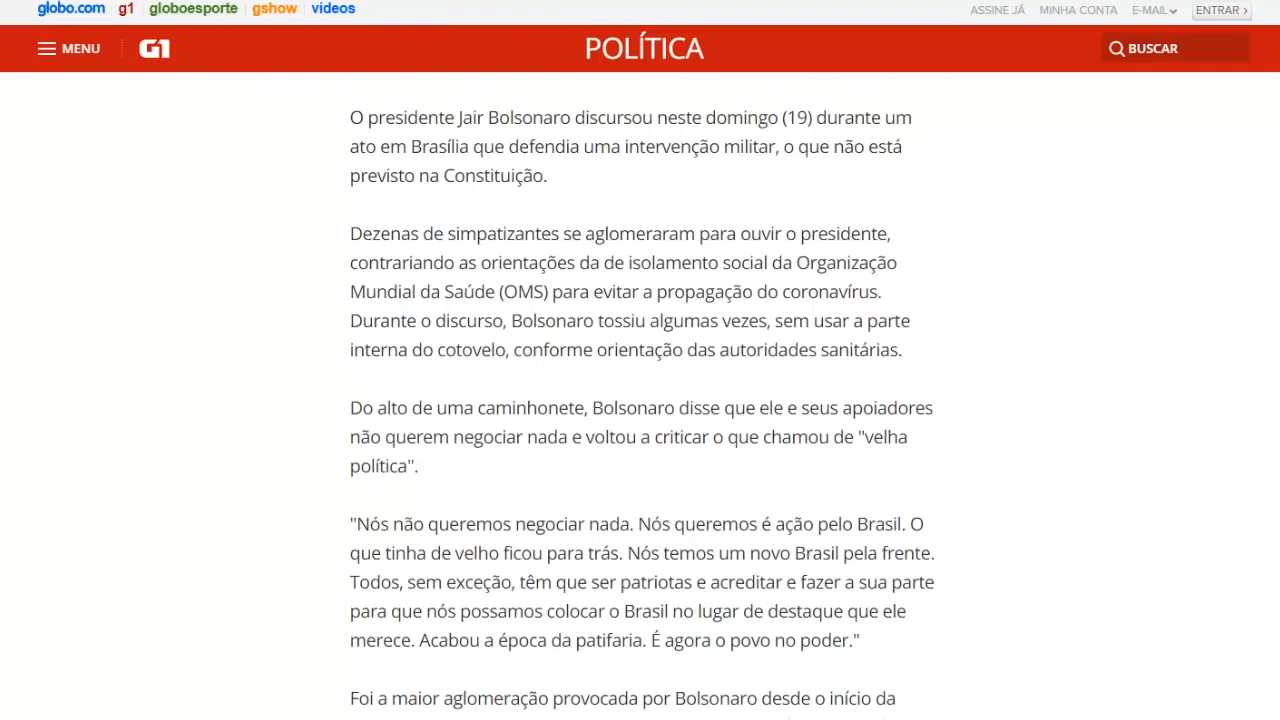 globo.com g1 globoesporte gshow vídeos ASSINE JÁ MINHA CONTA E-MAIL ENTRAR ›
MENU G1 POLÍTICA BUSCAR
O presidente Jair Bolsonaro discursou neste domingo (19) durante um
ato em Brasília que defendia uma intervenção militar, o que não está
previsto na Constituição.
Dezenas de simpatizantes se aglomeraram para ouvir o presidente,
contrariando as orientações da de isolamento social da Organização
Mundial da Saúde (OMS) para evitar a propagação do coronavírus.
Durante o discurso, Bolsonaro tossiu algumas vezes, sem usar a parte
interna do cotovelo, conforme orientação das autoridades sanitárias.
Do alto de uma caminhonete, Bolsonaro disse que ele e seus apoiadores
não querem negociar nada e voltou a criticar o que chamou de "velha
política".
"Nós não queremos negociar nada. Nós queremos é ação pelo Brasil. O
que tinha de velho ficou para trás. Nós temos um novo Brasil pela frente.
Todos, sem exceção, têm que ser patriotas e acreditar e fazer a sua parte
para que nós possamos colocar o Brasil no lugar de destaque que ele
merece. Acabou a época da patifaria. É agora o povo no poder."
Foi a maior aglomeração provocada por Bolsonaro desde o início da